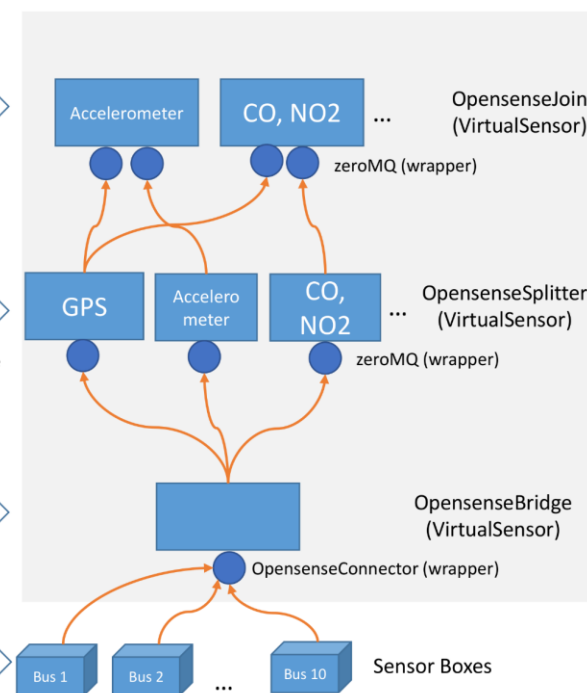 Accelerometer
CO, NO2
...
OpensenseJoin
(VirtualSensor)
zeroMQ (wrapper)
GPS
Accelero
meter
CO,
NO2
...
OpensenseSplitter
(VirtualSensor)
zeroMQ (wrapper)
OpensenseBridge
(VirtualSensor)
OpensenseConnector (wrapper)
Bus 1
Bus 2
...
Bus 10
Sensor Boxes